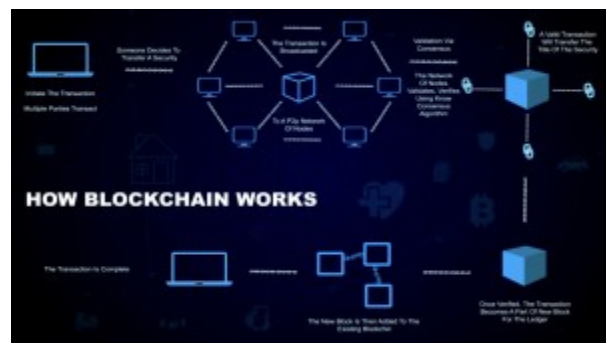 Someone Decides To
Transfer A Security
Initiate The Transaction
Multiple Parties Transact
The Transaction Is
Broadcasted
To A P2p Network
Of Nodes
Validation Via
Consensus
The Network
Of Nodes
Validates, Verifies
Using Know
Consensus
Algorithm
A Valid Transaction
Will Transfer The
Title Of The Security
HOW BLOCKCHAIN WORKS
The Transaction Is Complete
The New Block Is Then Added To The
Existing Blockchin
Once Verified, The Transaction
Becomes A Part Of New Block
For The Ledger